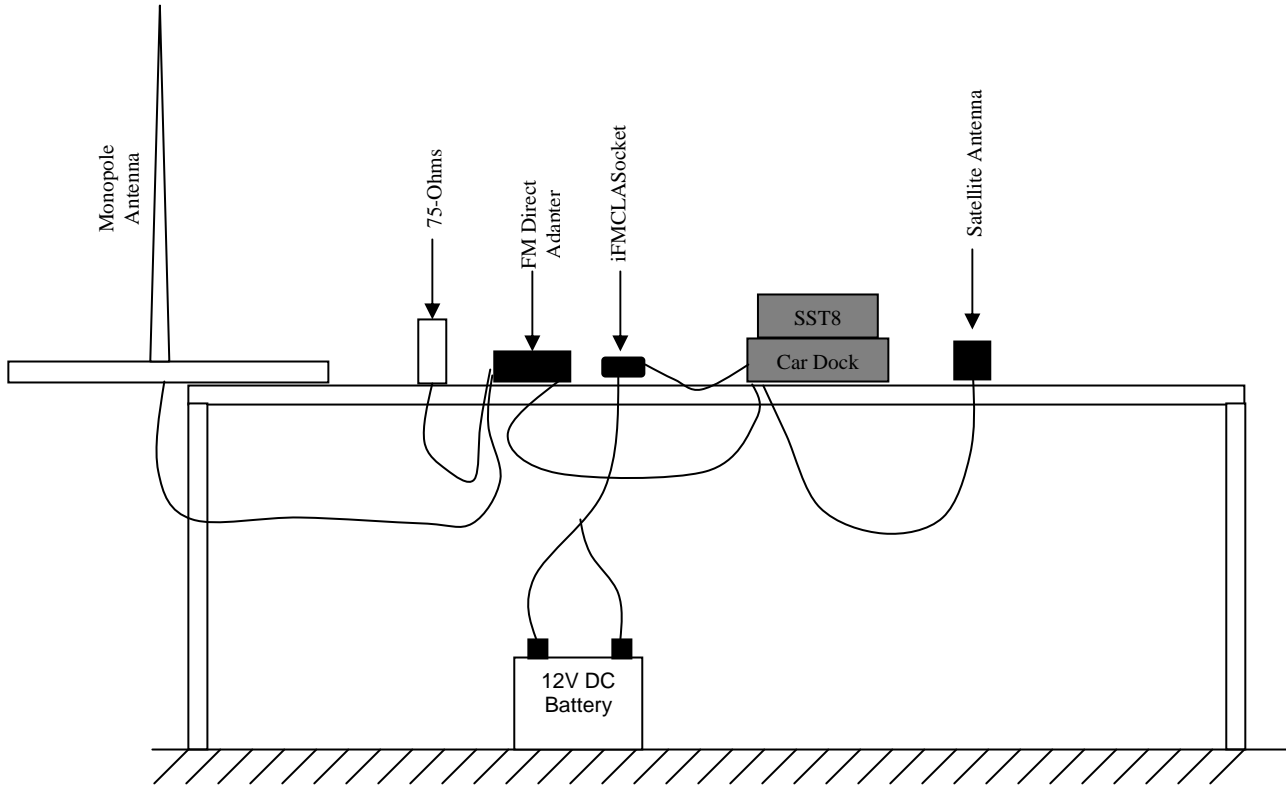 Monopole
Antenna
75-Ohms
FM Direct
Adapter
iFMCLASocket
SST8
Car Dock
Satellite Antenna
12V DC
Battery